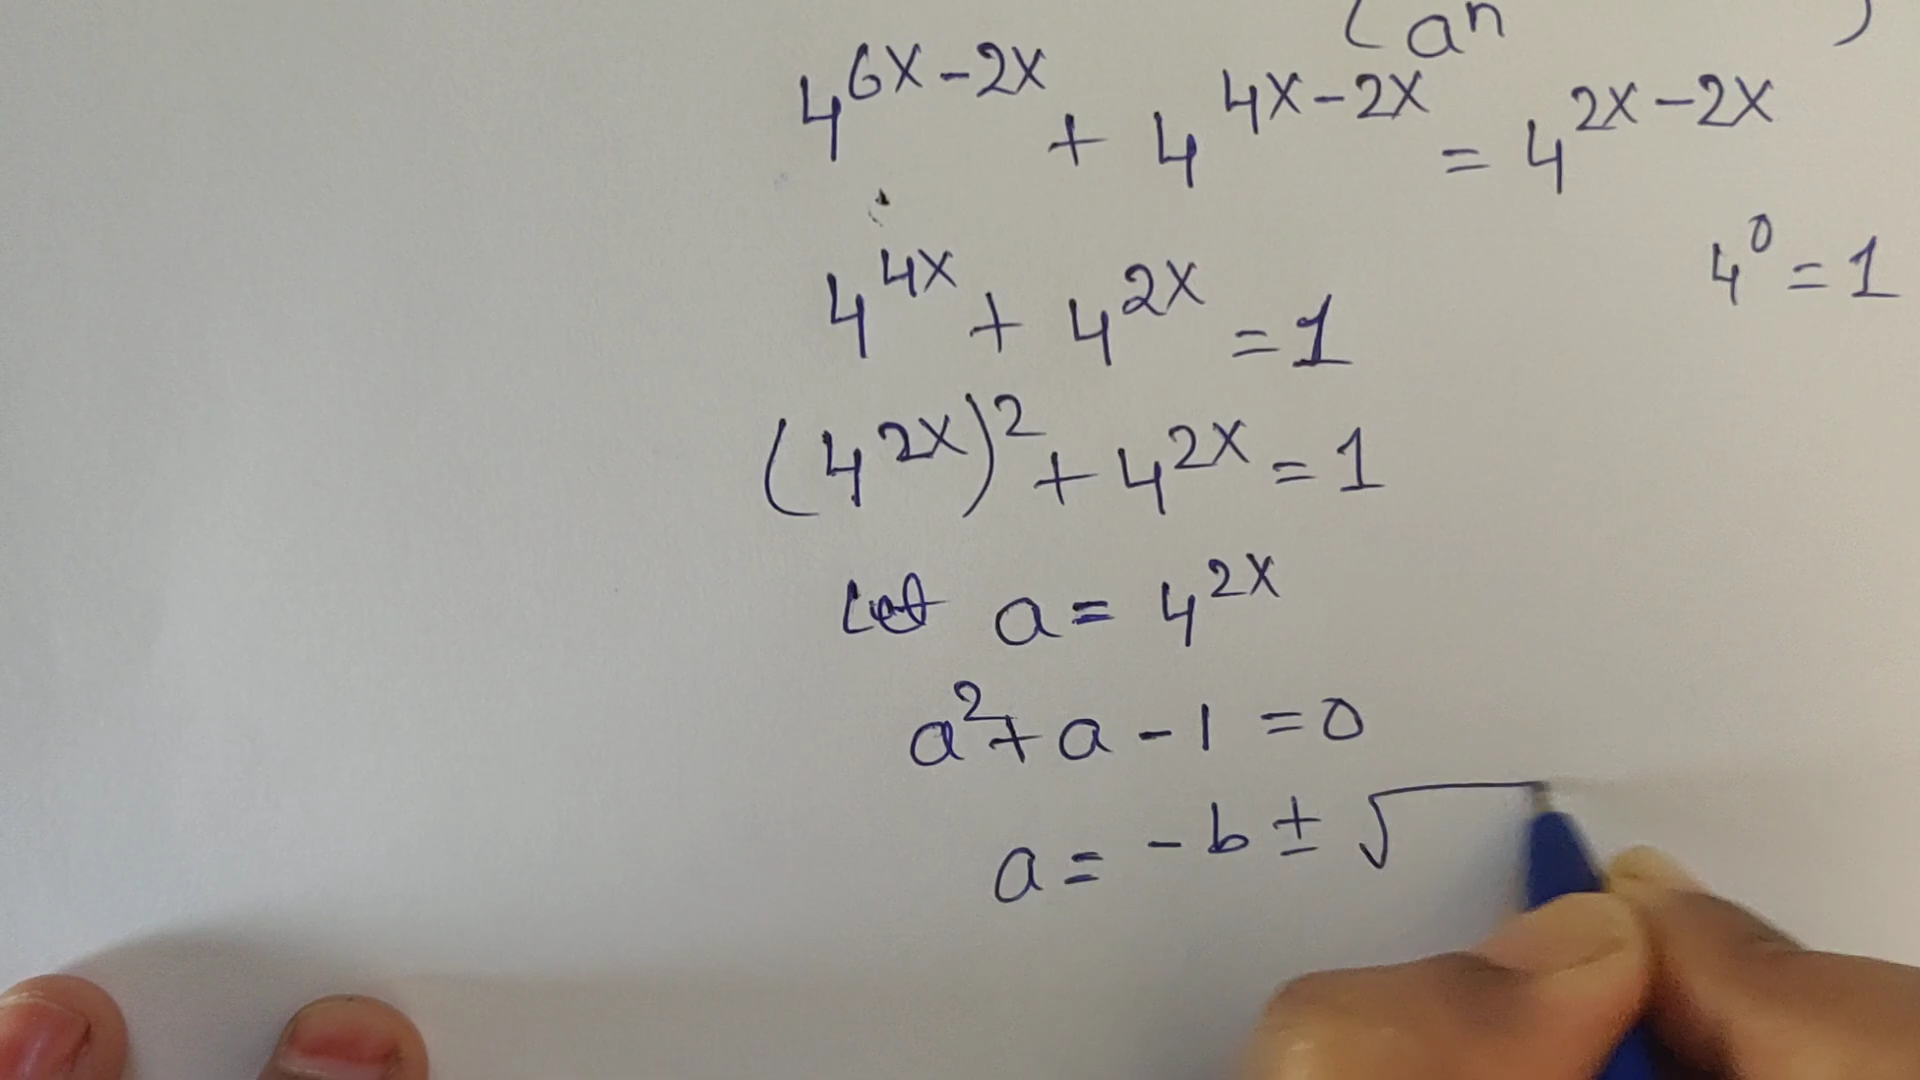 ( an )
4^{6x-2x} + 4^{4x-2x} = 4^{2x-2x}
4^0 = 1
4^{4x} + 4^{2x} = 1
(4^{2x})^2 + 4^{2x} = 1
Let a = 4^{2x}
a^2 + a - 1 = 0
a = - b ± √